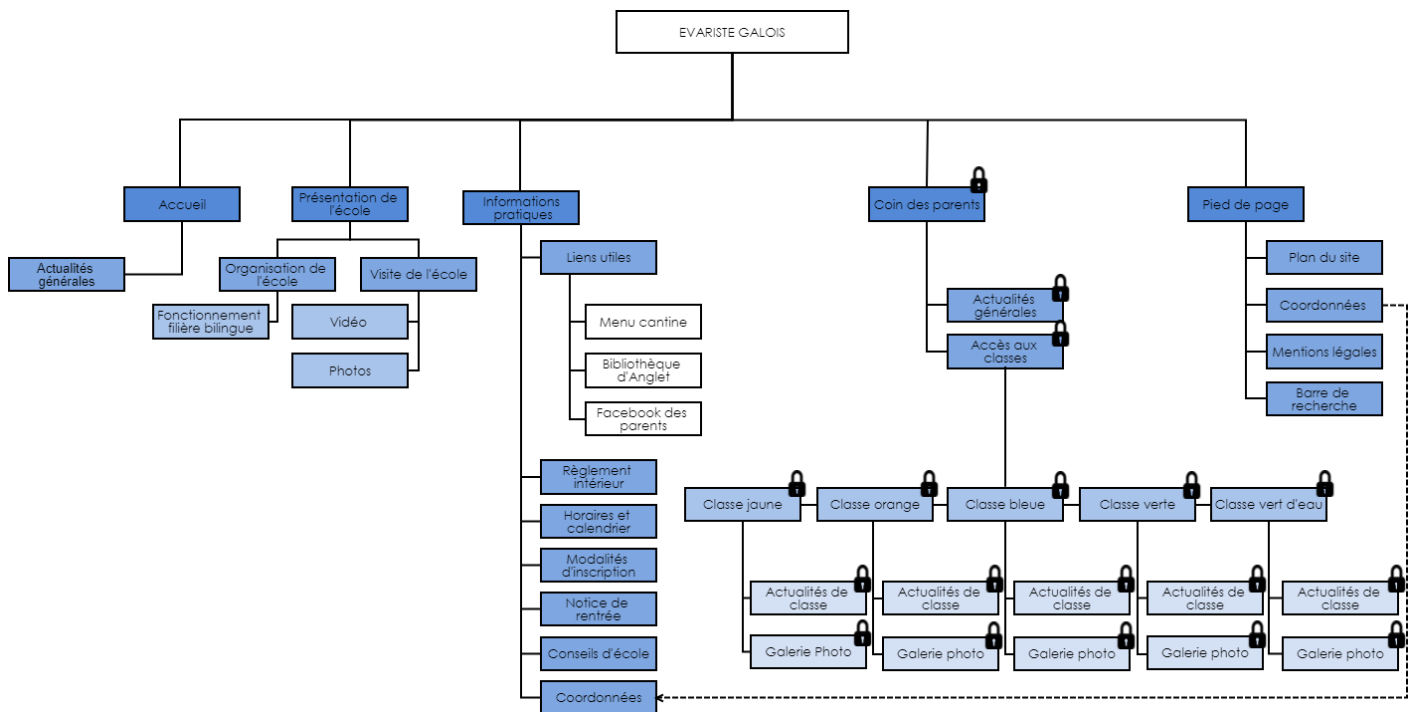 EVARISTE GALOIS
Accueil
Présentation de
l'école
Informations
pratiques
Coin des parents
Pied de page
Actualités
générales
Organisation de
l'école
Visite de l'école
Fonctionnement
filière bilingue
Vidéo
Photos
Liens utiles
Menu cantine
Bibliothèque
d'Anglet
Facebook des
parents
Règlement
intérieur
Horaires et
calendrier
Modalités
d'inscription
Notice de
rentrée
Conseils d'école
Coordonnées
Actualités
générales
Accès aux
classes
Classe jaune
Classe orange
Classe bleue
Classe verte
Classe vert d'eau
Actualités de
classe
Actualités de
classe
Actualités de
classe
Actualités de
classe
Actualités de
classe
Galerie Photo
Galerie photo
Galerie photo
Galerie photo
Galerie photo
Plan du site
Coordonnées
Mentions légales
Barre de
recherche